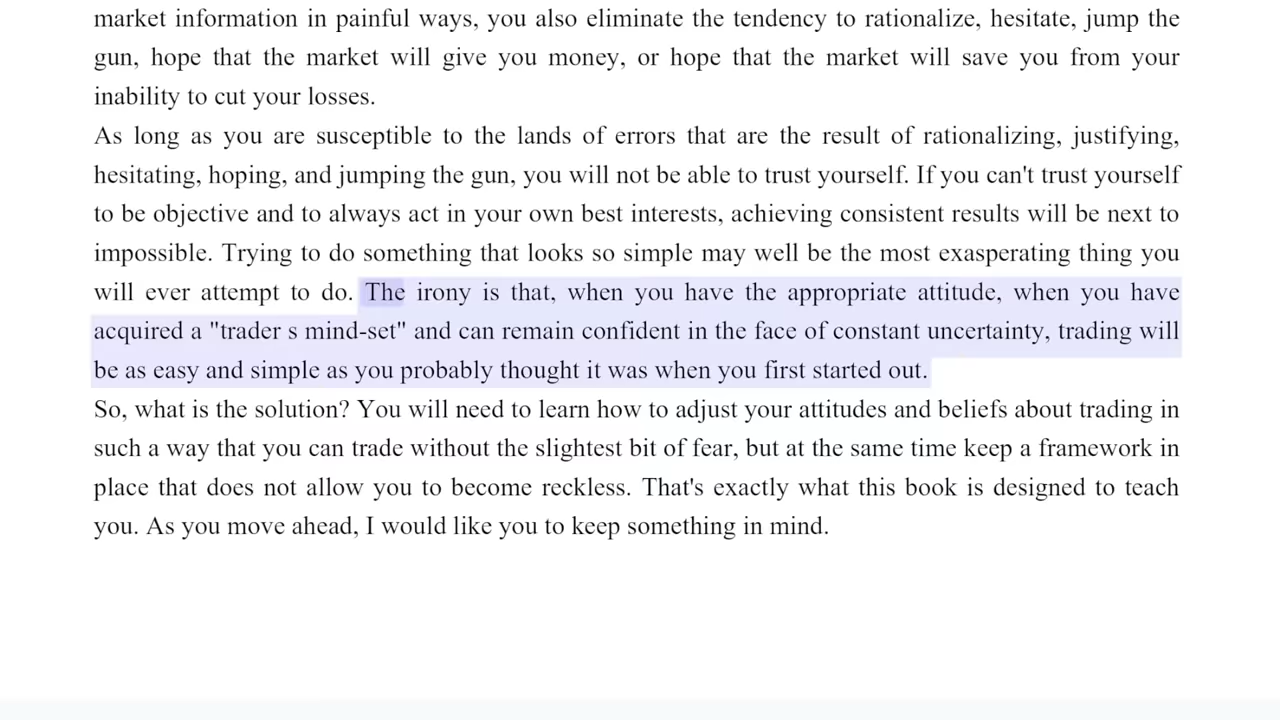 market information in painful ways, you also eliminate the tendency to rationalize, hesitate, jump the
gun, hope that the market will give you money, or hope that the market will save you from your
inability to cut your losses.
As long as you are susceptible to the lands of errors that are the result of rationalizing, justifying,
hesitating, hoping, and jumping the gun, you will not be able to trust yourself. If you can't trust yourself
to be objective and to always act in your own best interests, achieving consistent results will be next to
impossible. Trying to do something that looks so simple may well be the most exasperating thing you
will ever attempt to do. The irony is that, when you have the appropriate attitude, when you have
acquired a "trader s mind-set" and can remain confident in the face of constant uncertainty, trading will
be as easy and simple as you probably thought it was when you first started out.
So, what is the solution? You will need to learn how to adjust your attitudes and beliefs about trading in
such a way that you can trade without the slightest bit of fear, but at the same time keep a framework in
place that does not allow you to become reckless. That's exactly what this book is designed to teach
you. As you move ahead, I would like you to keep something in mind.